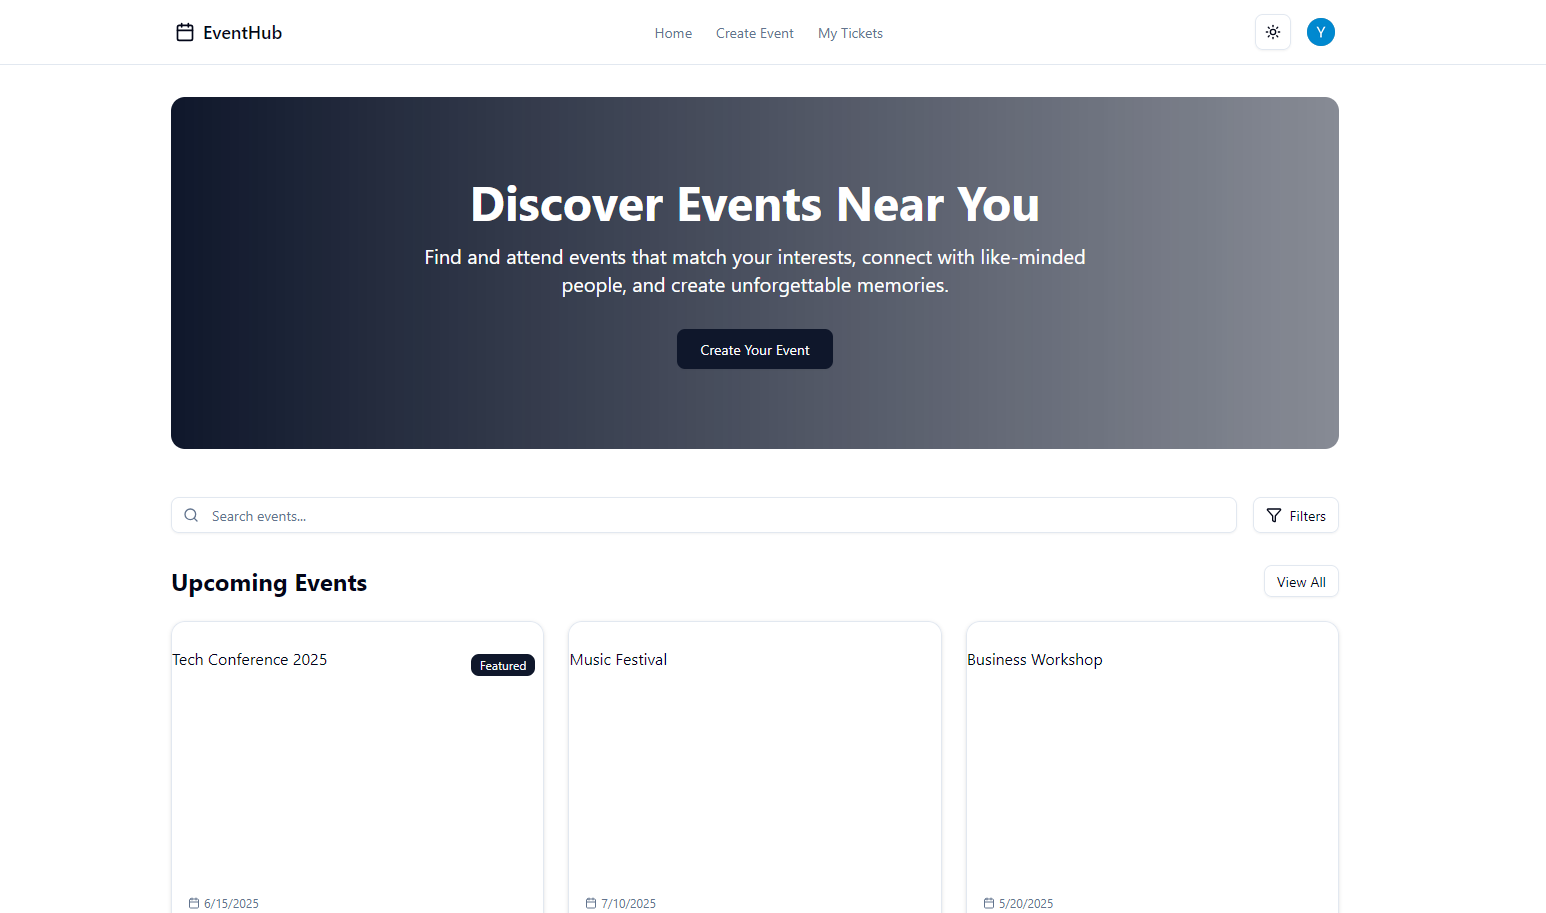 EventHub
Home
Create Event
My Tickets
Y
Discover Events Near You
Find and attend events that match your interests, connect with like-minded
people, and create unforgettable memories.
Create Your Event
Search events...
Filters
Upcoming Events
View All
Tech Conference 2025
Featured
Music Festival
Business Workshop
6/15/2025
7/10/2025
5/20/2025